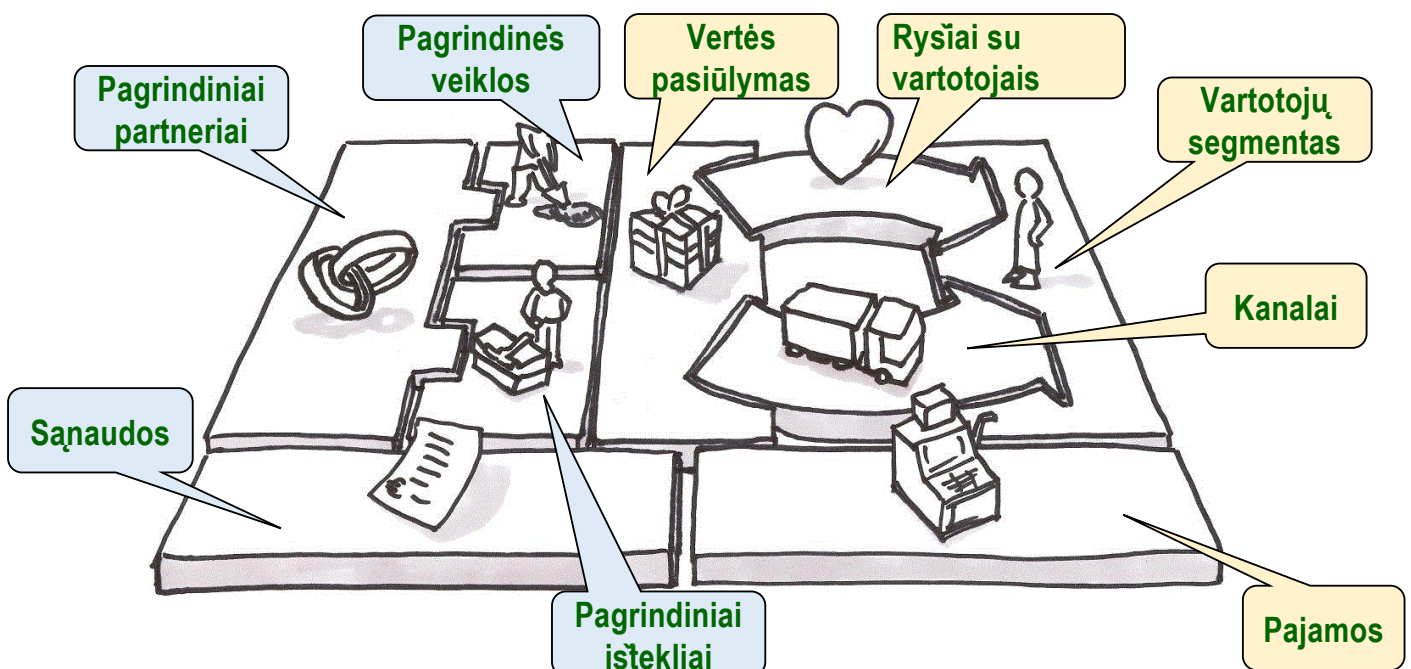 Pagrindinės
veiklos
Vertės
pasiūlymas
Ryšiai su
vartotojais
Pagrindiniai
partneriai
Vartotojų
segmentas
Kanalai
Sąnaudos
Pagrindiniai
ištekliai
Pajamos